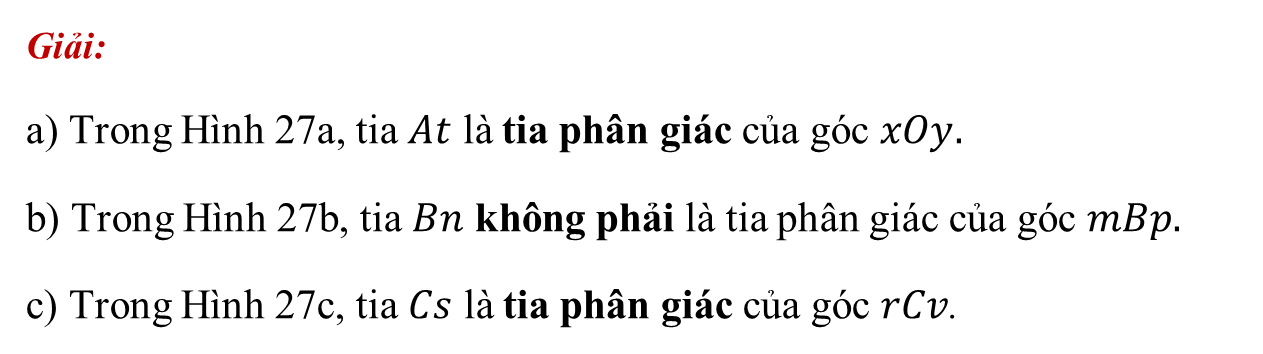 Giải:
a) Trong Hình 27a, tia At là tia phân giác của góc xOy.
b) Trong Hình 27b, tia Bn không phải là tia phân giác của góc mBp.
c) Trong Hình 27c, tia Cs là tia phân giác của góc rCv.